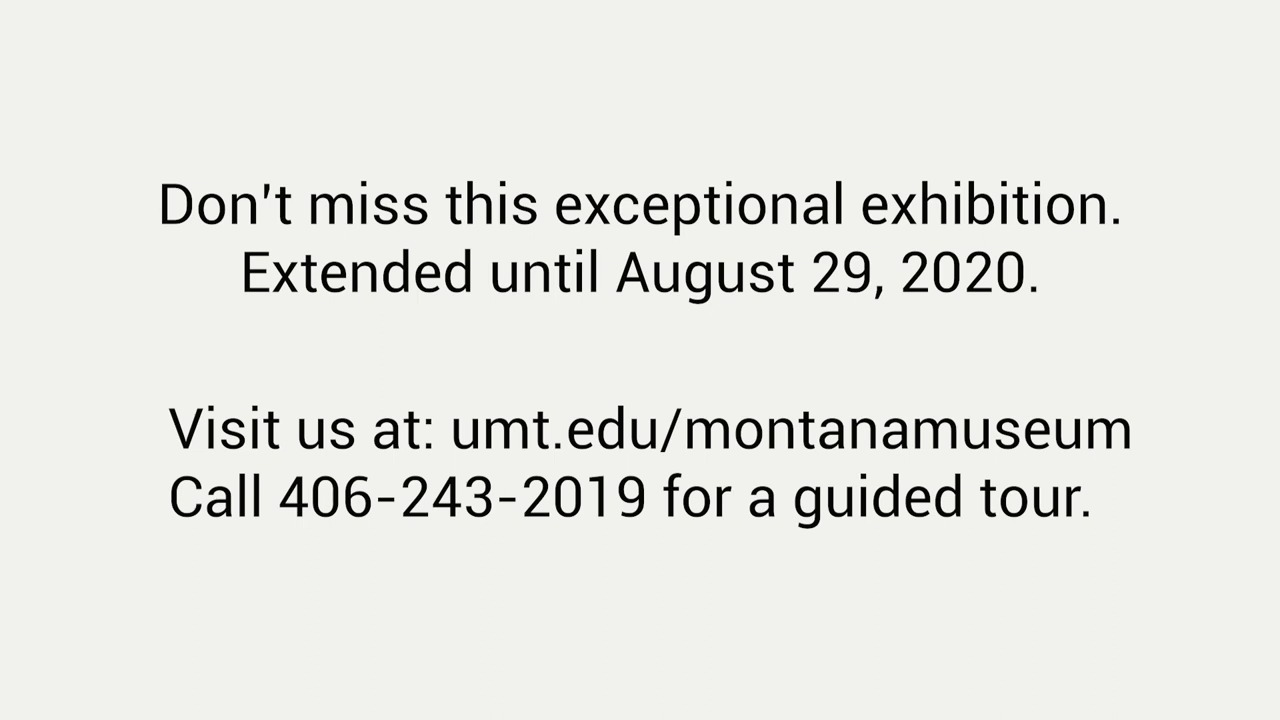 Don't miss this exceptional exhibition.
Extended until August 29, 2020.
Visit us at: umt.edu/montanamuseum
Call 406-243-2019 for a guided tour.